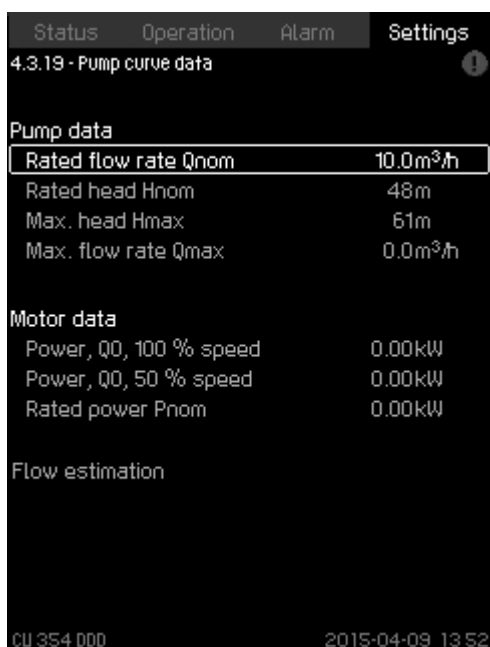 Status Operation Alarm Settings
4.3.19 - Pump curve data
Pump data
Rated flow rate Qnom 10.0m³/h
Rated head Hnom 48m
Max. head Hmax 61m
Max. flow rate Qmax 0.0m³/h
Motor data
Power, Q0, 100 % speed 0.00kW
Power, Q0, 50 % speed 0.00kW
Rated power Pnom 0.00kW
Flow estimation
CU 354 DDD 2015-04-09 13:52